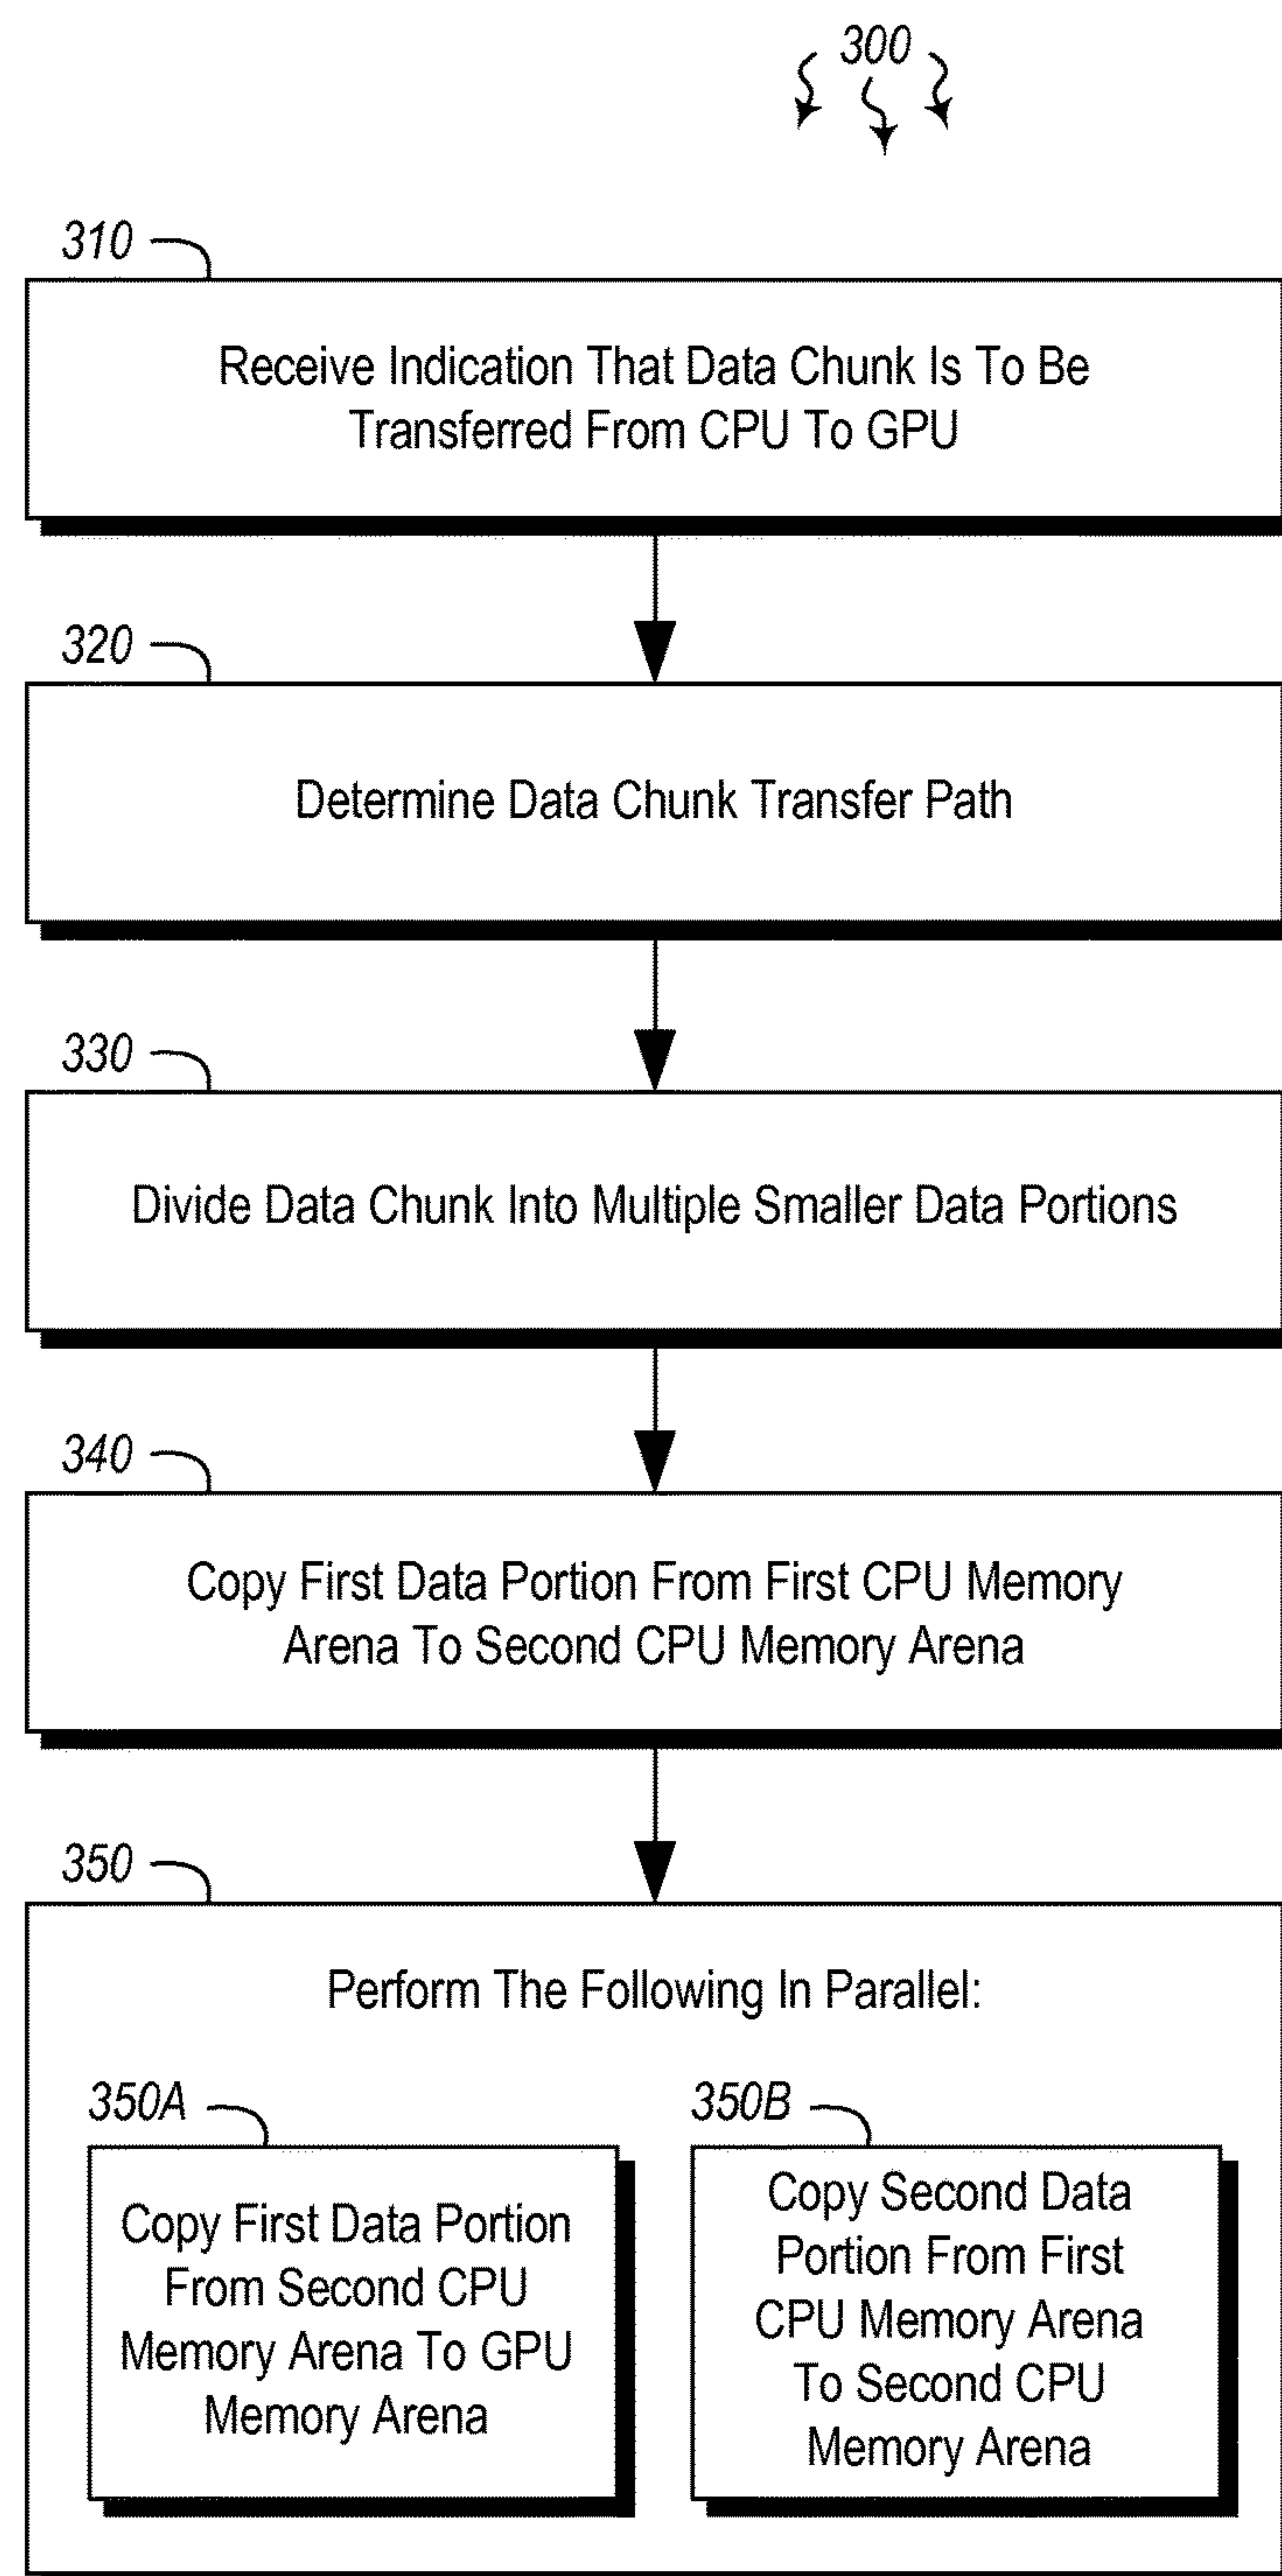 300
310
Receive Indication That Data Chunk Is To Be
Transferred From CPU To GPU
320
Determine Data Chunk Transfer Path
330
Divide Data Chunk Into Multiple Smaller Data Portions
340
Copy First Data Portion From First CPU Memory
Arena To Second CPU Memory Arena
350
Perform The Following In Parallel:
350A
Copy First Data Portion
From Second CPU
Memory Arena To GPU
Memory Arena
350B
Copy Second Data
Portion From First
CPU Memory Arena
To Second CPU
Memory Arena